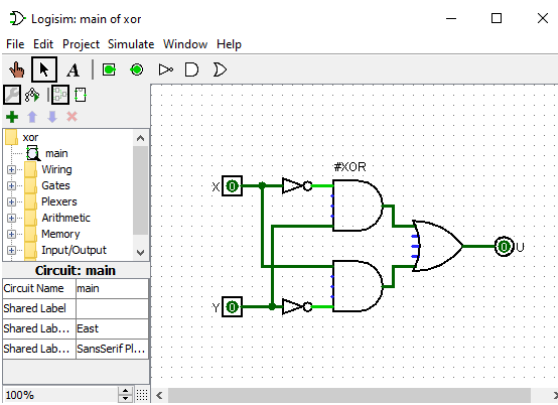 Logisim: main of xor
File Edit Project Simulate Window Help
A
xor
main
Wiring
Gates
Plexers
Arithmetic
Memory
Input/Output
Circuit: main
Circuit Name main
Shared Label
Shared Lab... East
Shared Lab... SansSerif Pl...
100%
#XOR
X 0
Y 0
0 U